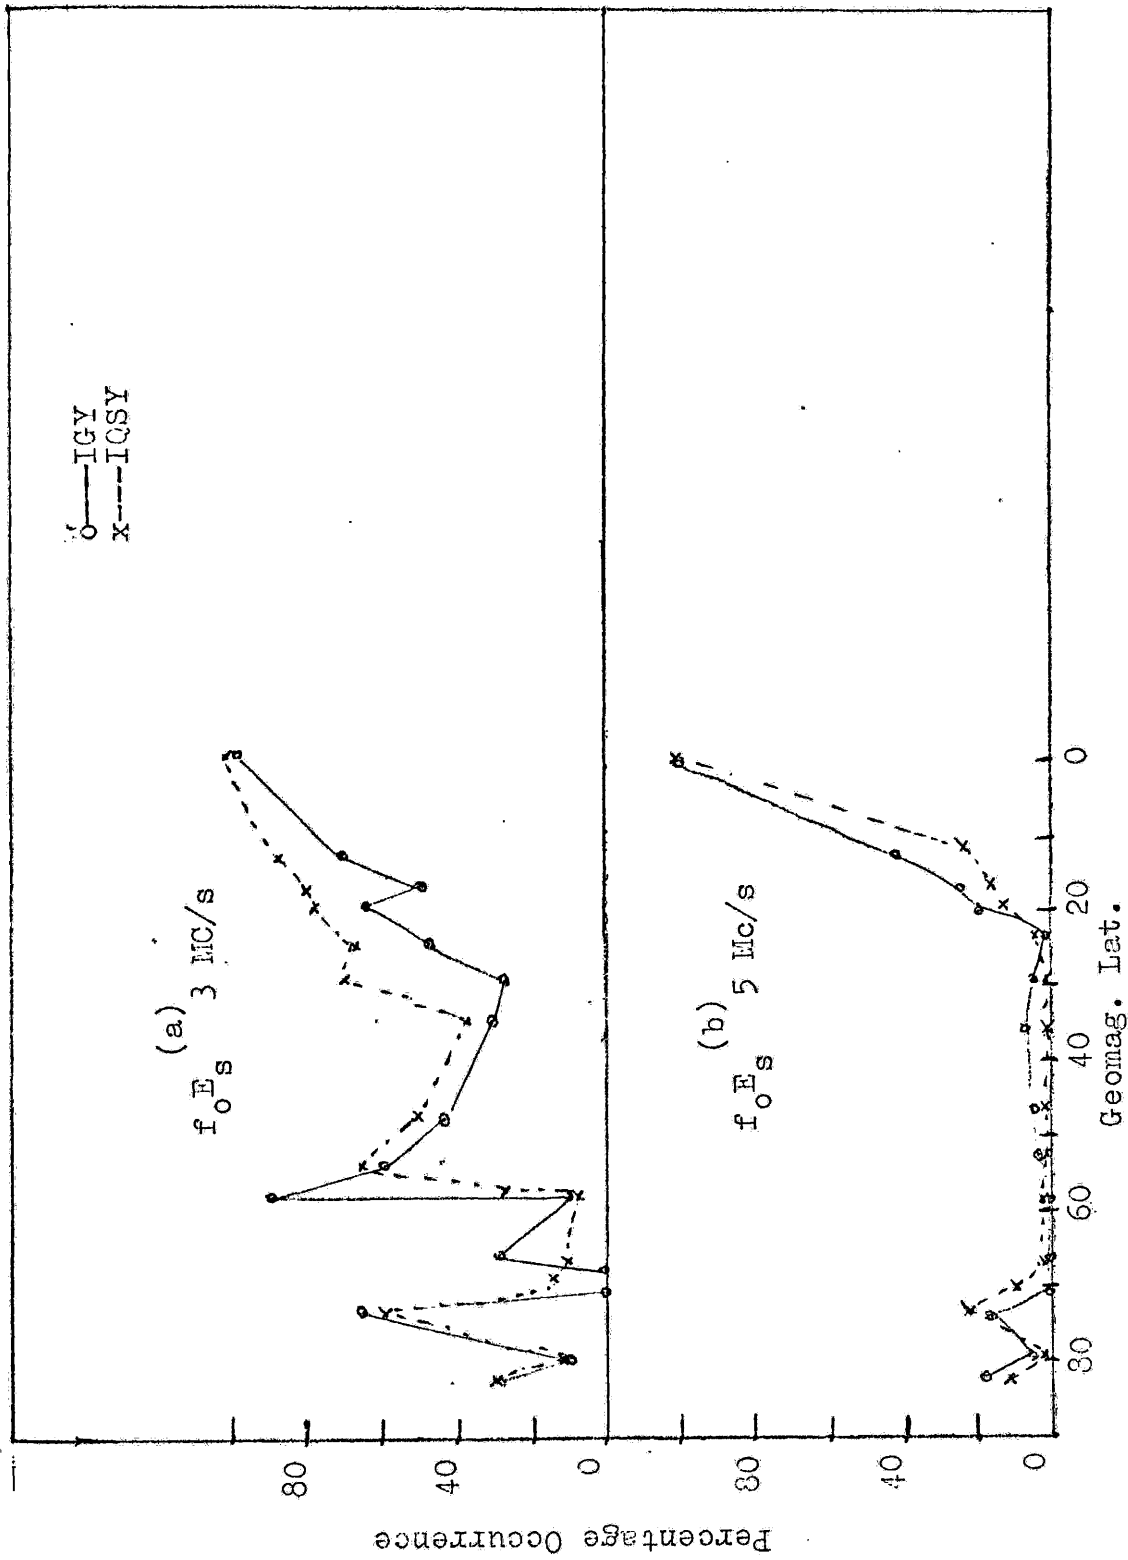 o——IGY
x----IQSY
(a)
foEs 3 MC/s
80
40
0
(b)
foEs 5 Mc/s
80
40
0
Percentage Occurrence
80 60 40 20 0
Geomag. Lat.